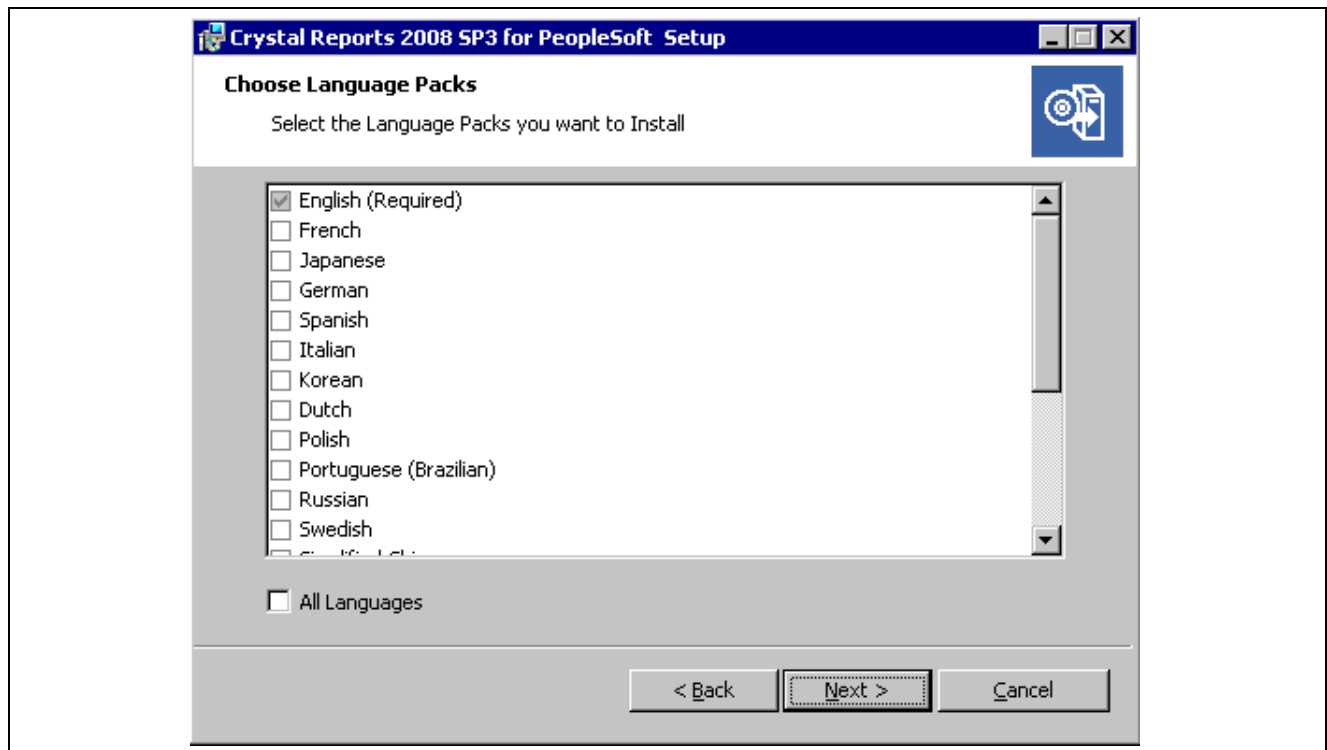 Crystal Reports 2008 SP3 for PeopleSoft Setup
Choose Language Packs
Select the Language Packs you want to Install
English (Required)
French
Japanese
German
Spanish
Italian
Korean
Dutch
Polish
Portuguese (Brazilian)
Russian
Swedish
All Languages
< Back
Next >
Cancel